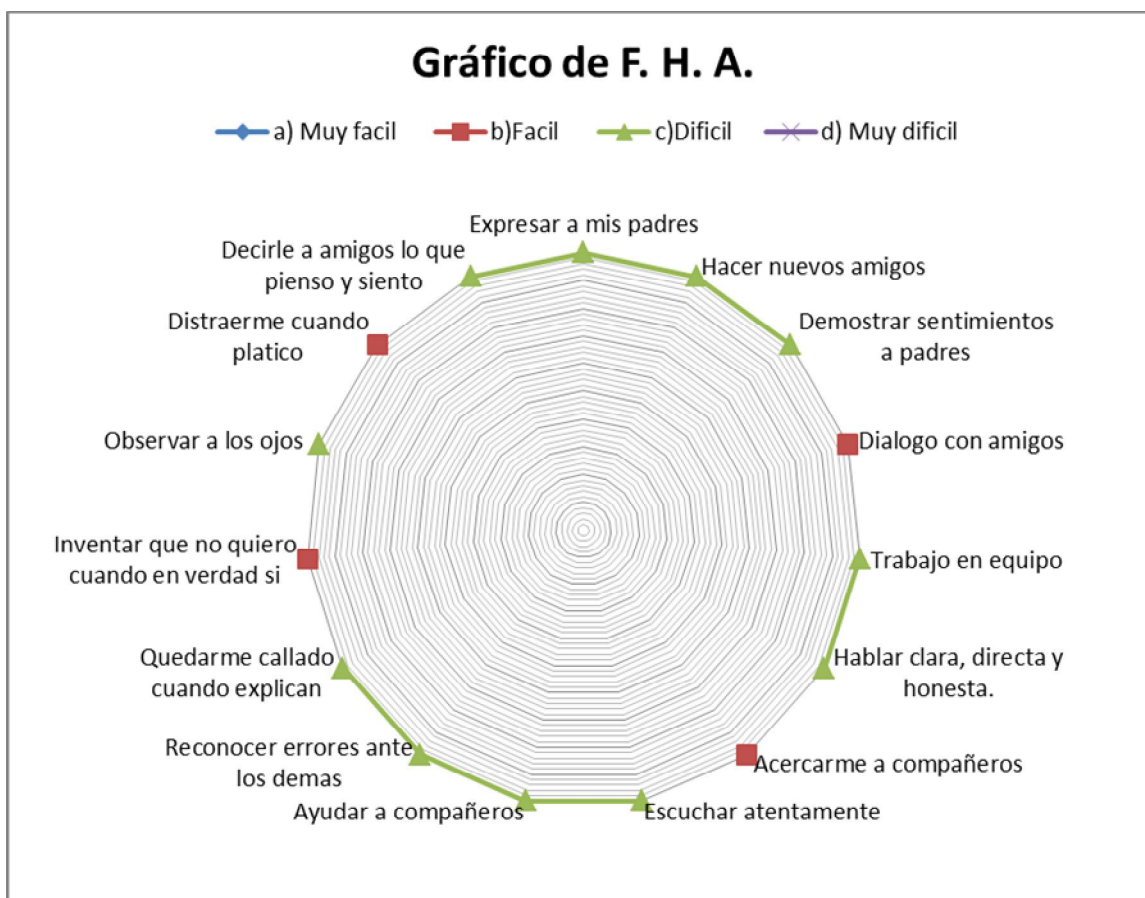 Gráfico de F. H. A.
a) Muy facil b)Facil c)Dificil d) Muy dificil
Expresar a mis padres
Hacer nuevos amigos
Demostrar sentimientos
a padres
Dialogo con amigos
Trabajo en equipo
Hablar clara, directa y
honesta.
Acercarme a compañeros
Escuchar atentamente
Ayudar a compañeros
Reconocer errores ante
los demas
Quedarme callado
cuando explican
Inventar que no quiero
cuando en verdad si
Observar a los ojos
Distraerme cuando
platico
Decirle a amigos lo que
pienso y siento